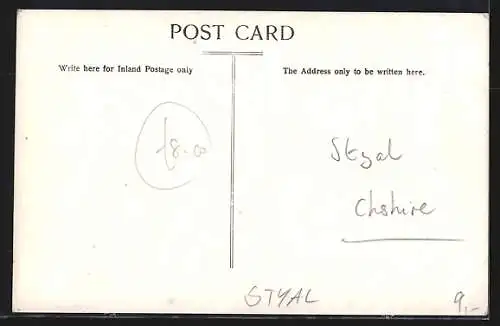 POST CARD
Write here for Inland Postage only
The Address only to be written here.
£8.00
Styal
Chshire
STYAL
9,-